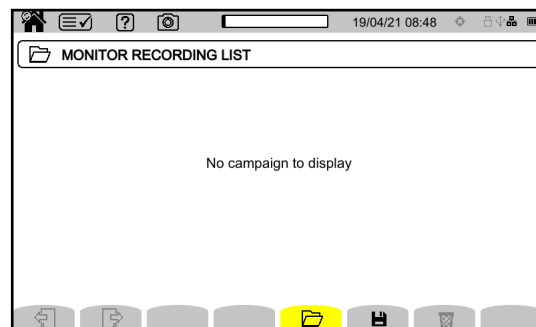 ?
19/04/21 08:48
MONITOR RECORDING LIST
No campaign to display